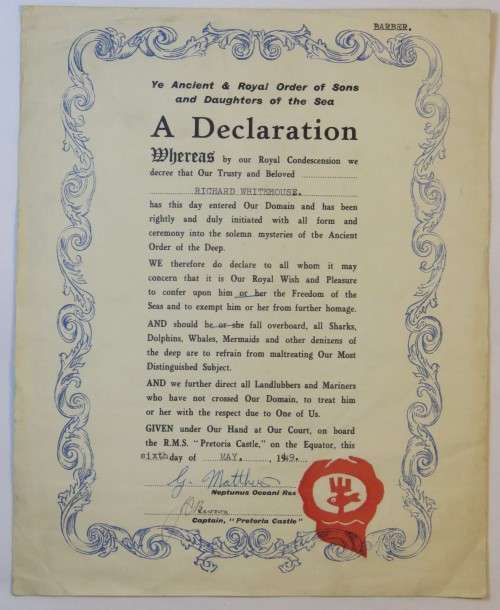 BARBER.
Ye Ancient & Royal Order of Sons
and Daughters of the Sea
A Declaration
Whereas by our Royal Condescension we
decree that Our Trusty and Beloved
RICHARD WHITEHOUSE.
has this day entered Our Domain and has been
rightly and duly initiated with all form and
ceremony into the solemn mysteries of the Ancient
Order of the Deep.
WE therefore do declare to all whom it may
concern that it is Our Royal Wish and Pleasure
to confer upon him or her the Freedom of the
Seas and to exempt him or her from further homage.
AND should he or she fall overboard, all Sharks,
Dolphins, Whales, Mermaids and other denizens of
the deep are to refrain from maltreating Our Most
Distinguished Subject.
AND we further direct all Landlubbers and Mariners
who have not crossed Our Domain, to treat him
or her with the respect due to One of Us.
GIVEN under Our Hand at Our Court, on board
the R.M.S. "Pretoria Castle," on the Equator, this
sixth day of MAY. , 1949.
G. Matthew
Neptunus Oceani Rex
Captain, "Pretoria Castle"